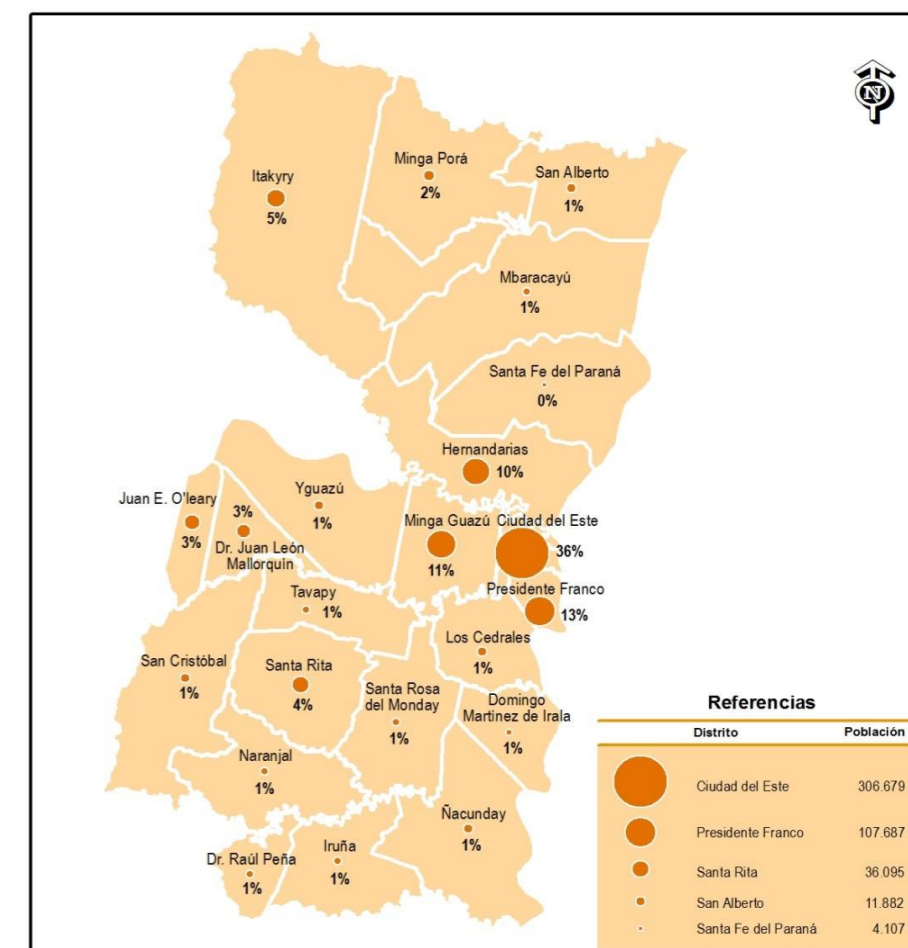 N
Minga Porá
2%
San Alberto
1%
Itakyry
5%
Mbaracayú
1%
Santa Fe del Paraná
0%
Hernandarias
10%
Juan E. O'leary
3%
3%
Dr. Juan León
Mallorquín
Yguazú
1%
Minga Guazú
11%
Ciudad del Este
36%
Presidente Franco
13%
Tavapy
1%
Los Cedrales
1%
San Cristóbal
1%
Santa Rita
4%
Santa Rosa
del Monday
1%
Domingo
Martinez de Irala
1%
Naranjal
1%
Ñacunday
1%
Dr. Raúl Peña
1%
Iruña
1%
Referencias
Distrito Población
Ciudad del Este 306.679
Presidente Franco 107.687
Santa Rita 36.095
San Alberto 11.882
Santa Fe del Paraná 4.107